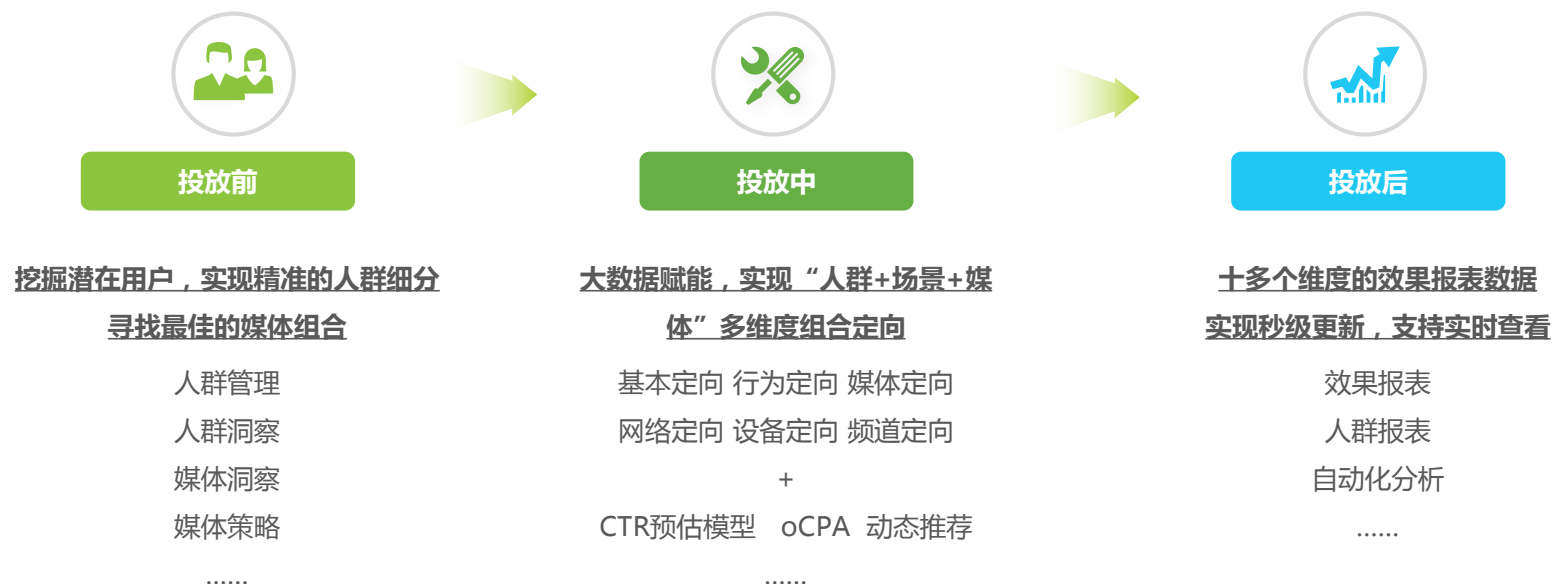 投放前
挖掘潜在用户，实现精准的人群细分
寻找最佳的媒体组合
人群管理
人群洞察
媒体洞察
媒体策略
……
投放中
大数据赋能，实现“人群+场景+媒
体”多维度组合定向
基本定向 行为定向 媒体定向
网络定向 设备定向 频道定向
+
CTR预估模型 oCPA 动态推荐
……
投放后
十多个维度的效果报表数据
实现秒级更新，支持实时查看
效果报表
人群报表
自动化分析
……